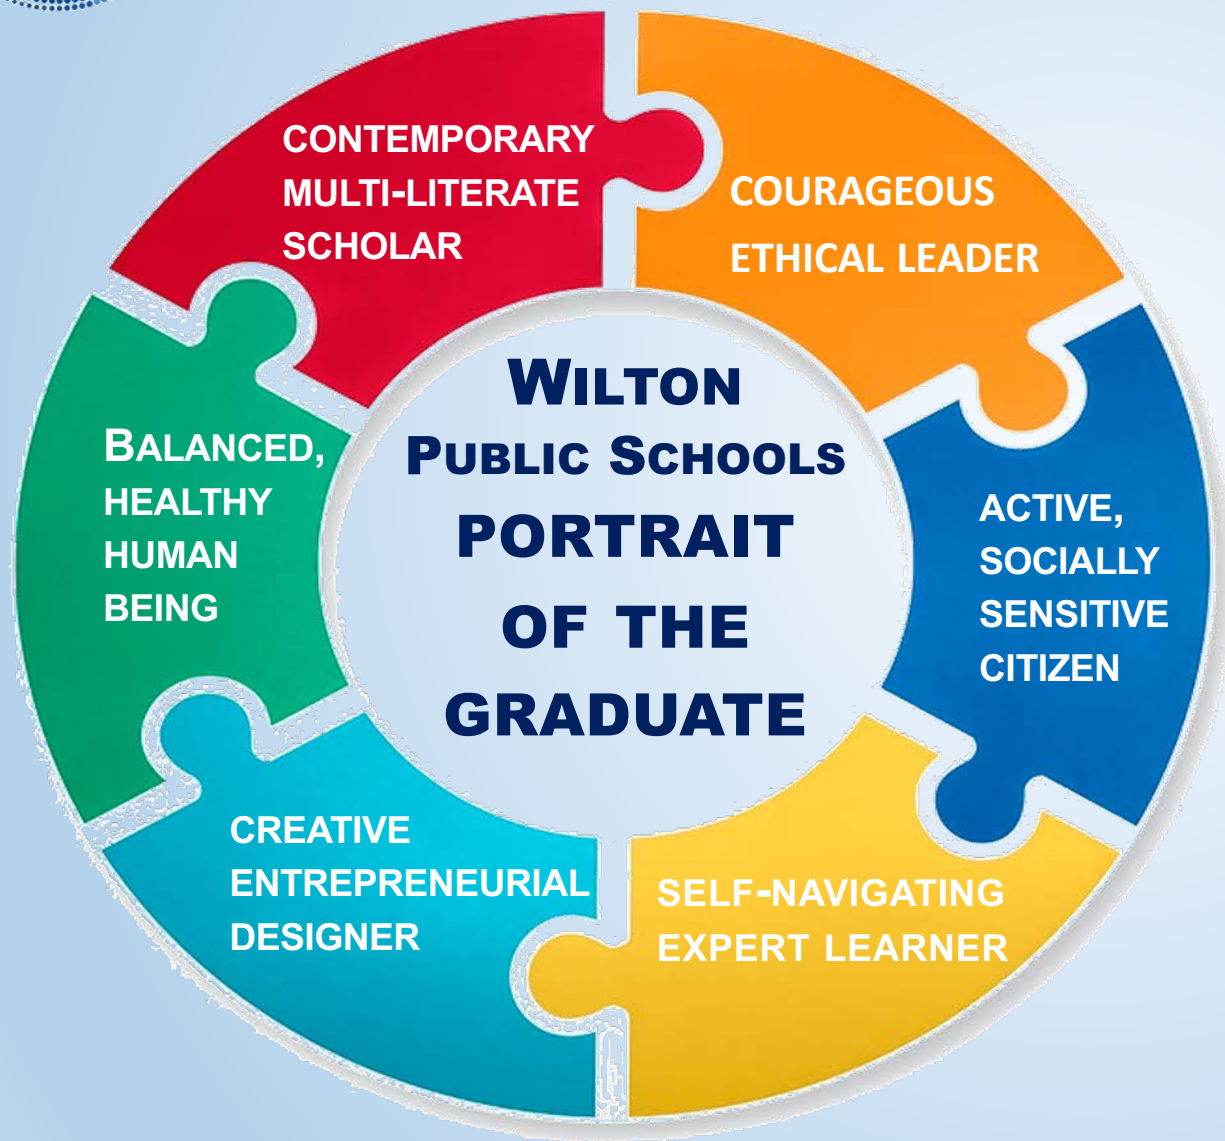 CONTEMPORARY
MULTI-LITERATE
SCHOLAR
COURAGEOUS
ETHICAL LEADER
WILTON
PUBLIC SCHOOLS
PORTRAIT
OF THE
GRADUATE
BALANCED,
HEALTHY
HUMAN
BEING
ACTIVE,
SOCIALLY
SENSITIVE
CITIZEN
CREATIVE
ENTREPRENEURIAL
DESIGNER
SELF-NAVIGATING
EXPERT LEARNER